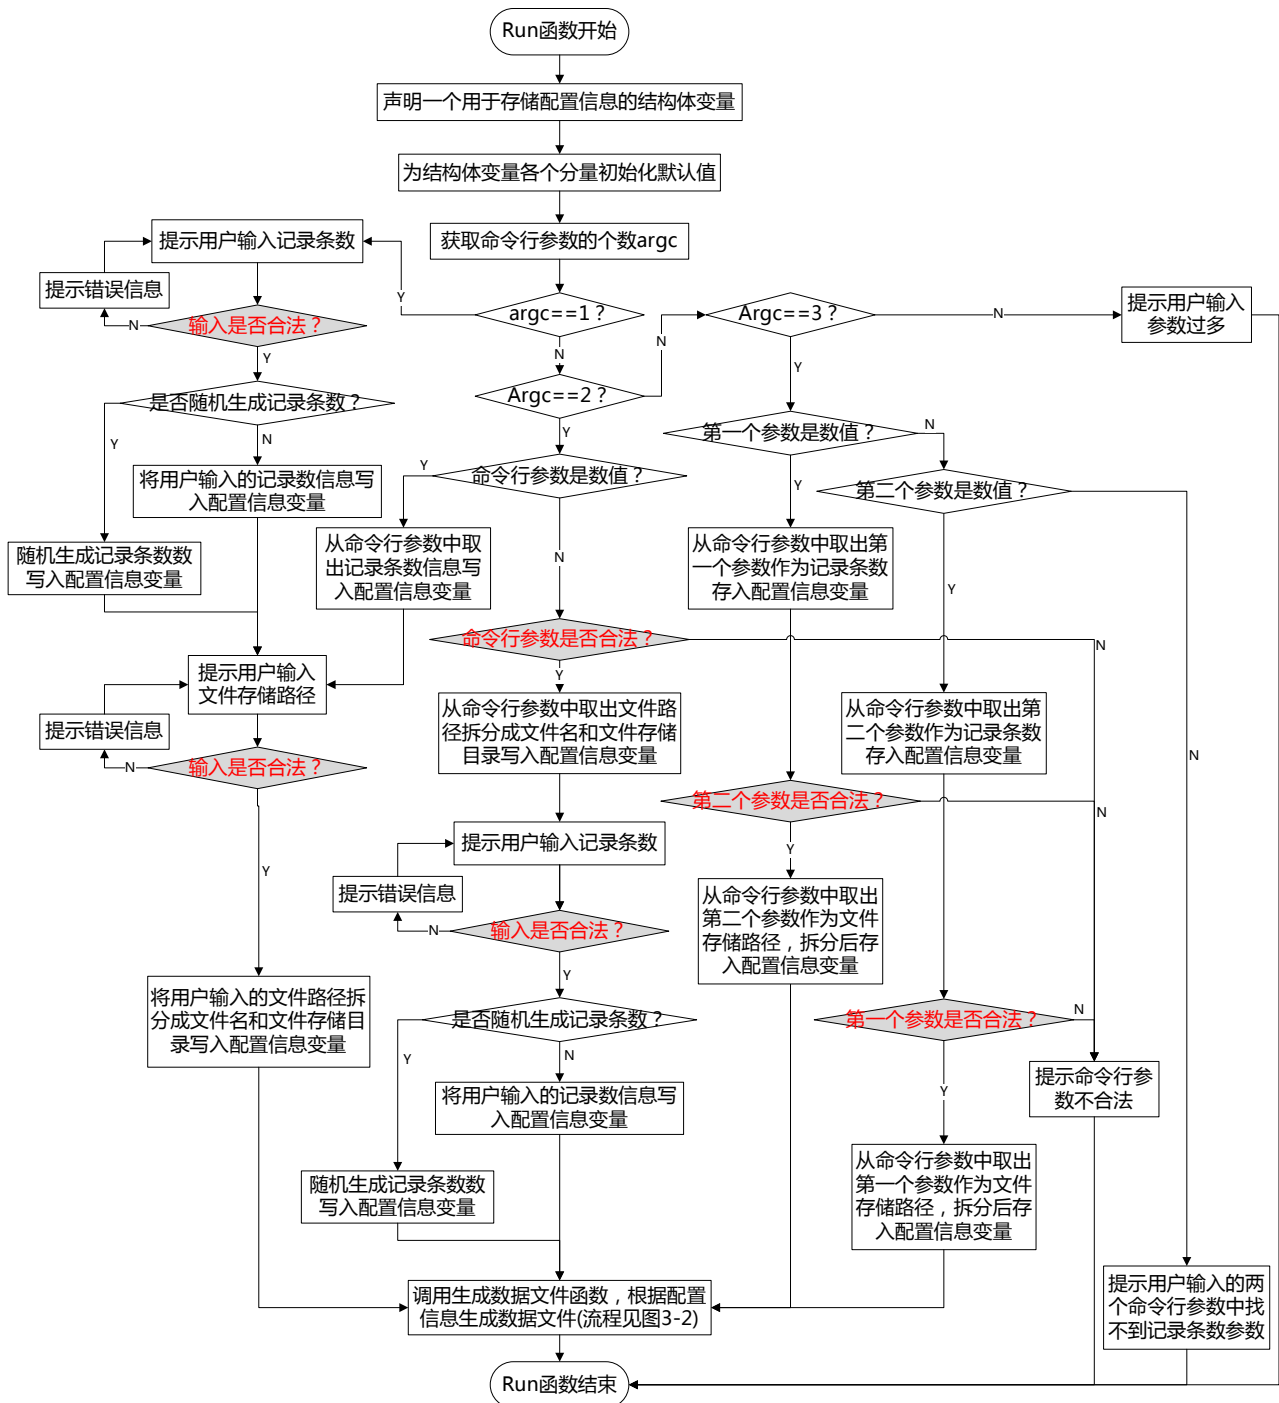 Run函数开始
声明一个用于存储配置信息的结构体变量
为结构体变量各个分量初始化默认值
获取命令行参数的个数argc
提示用户输入记录条数
提示错误信息
输入是否合法？
N
Y
Y
argc==1？
N
Argc==3？
N
提示用户输入
参数过多
N
Y
Argc==2？
Y
是否随机生成记录条数？
Y
N
将用户输入的记录数信息写
入配置信息变量
随机生成记录条数数
写入配置信息变量
Y
命令行参数是数值？
N
从命令行参数中取
出记录条数信息写
入配置信息变量
第一个参数是数值？
N
Y
第二个参数是数值？
Y
N
从命令行参数中取出第
一个参数作为记录条数
存入配置信息变量
命令行参数是否合法？
N
Y
提示用户输入
文件存储路径
提示错误信息
输入是否合法？
N
Y
从命令行参数中取出文件路
径拆分成文件名和文件存储
目录写入配置信息变量
从命令行参数中取出第
二个参数作为记录条数
存入配置信息变量
第二个参数是否合法？
N
Y
提示用户输入记录条数
提示错误信息
输入是否合法？
N
Y
从命令行参数中取出
第二个参数作为文件
存储路径，拆分后存
入配置信息变量
将用户输入的文件路径拆
分成文件名和文件存储目
录写入配置信息变量
是否随机生成记录条数？
Y
N
第一个参数是否合法？
N
Y
将用户输入的记录数信息写
入配置信息变量
提示命令行参
数不合法
随机生成记录条数数
写入配置信息变量
从命令行参数中取出
第一个参数作为文件
存储路径，拆分后存
入配置信息变量
调用生成数据文件函数，根据配置
信息生成数据文件(流程见图3-2)
提示用户输入的两
个命令行参数中找
不到记录条数参数
Run函数结束